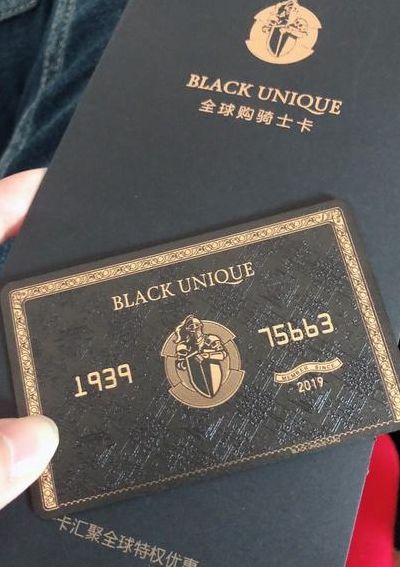 BLACK UNIQUE
全球购骑士卡
BLACK UNIQUE
1939
75663
MEMBER SINCE
2019
卡汇聚全球特权优惠